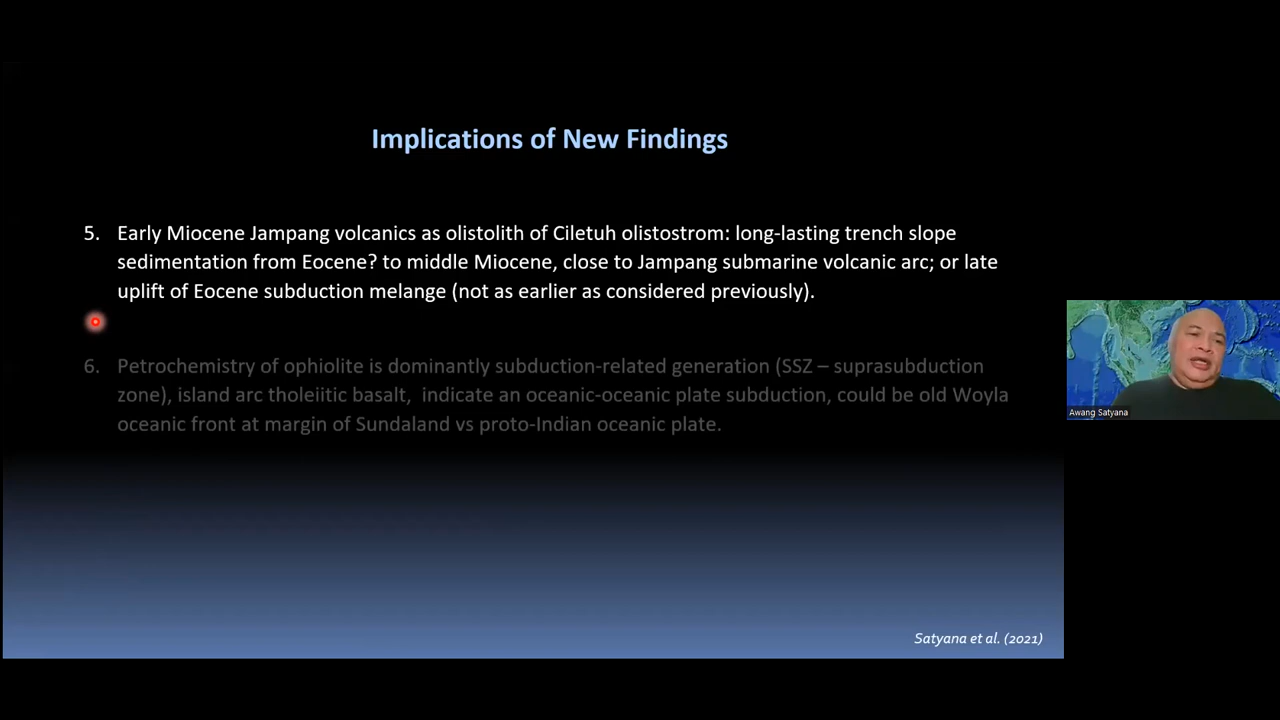 Implications of New Findings
5. Early Miocene Jampang volcanics as olistolith of Ciletuh olistostrom: long-lasting trench slope
sedimentation from Eocene? to middle Miocene, close to Jampang submarine volcanic arc; or late
uplift of Eocene subduction melange (not as earlier as considered previously).
6. Petrochemistry of ophiolite is dominantly subduction-related generation (SSZ – suprasubduction
zone), island arc tholeiitic basalt, indicate an oceanic-oceanic plate subduction, could be old Woyla
oceanic front at margin of Sundaland vs proto-Indian oceanic plate.
Awang Satyana
Satyana et al. (2021)